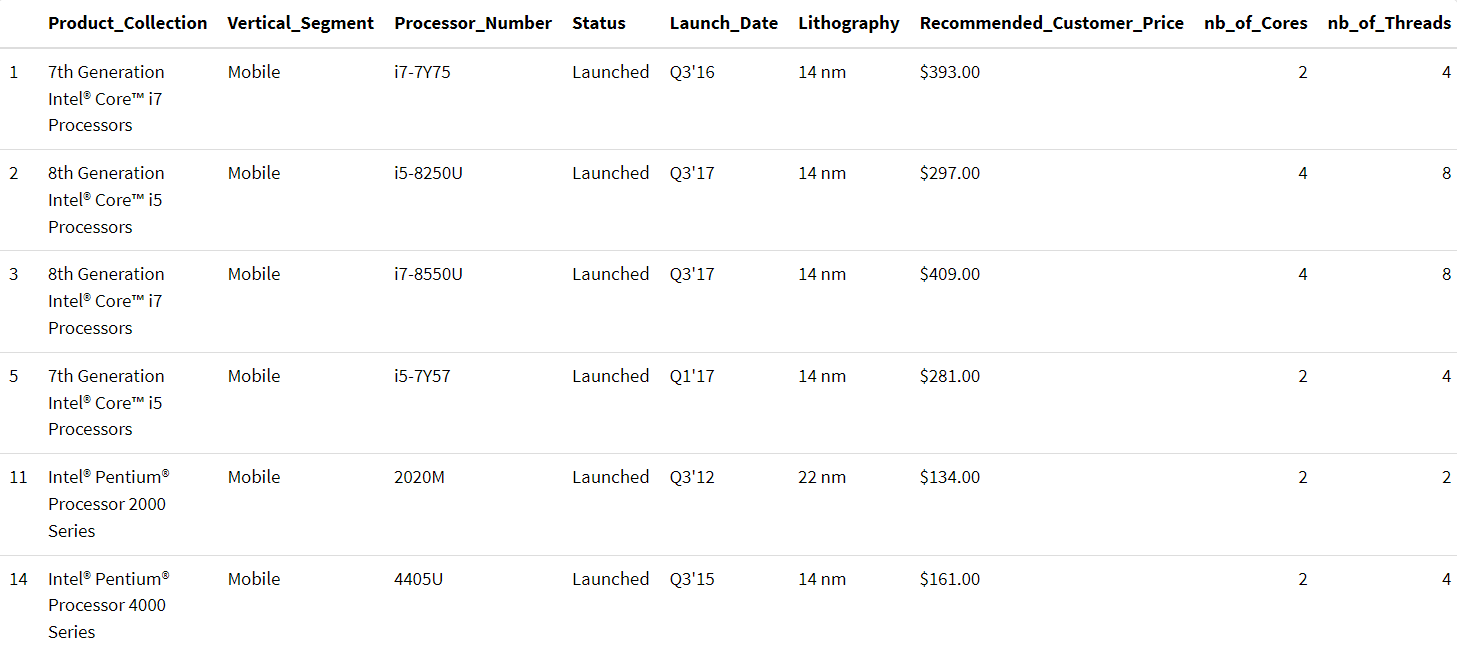 Product_Collection Vertical_Segment Processor_Number Status Launch_Date Lithography Recommended_Customer_Price nb_of_Cores nb_of_Threads
1 7th Generation Mobile i7-7Y75 Launched Q3'16 14 nm $393.00 2 4
Intel® Core™ i7
Processors
2 8th Generation Mobile i5-8250U Launched Q3'17 14 nm $297.00 4 8
Intel® Core™ i5
Processors
3 8th Generation Mobile i7-8550U Launched Q3'17 14 nm $409.00 4 8
Intel® Core™ i7
Processors
5 7th Generation Mobile i5-7Y57 Launched Q1'17 14 nm $281.00 2 4
Intel® Core™ i5
Processors
11 Intel® Pentium® Mobile 2020M Launched Q3'12 22 nm $134.00 2 2
Processor 2000
Series
14 Intel® Pentium® Mobile 4405U Launched Q3'15 14 nm $161.00 2 4
Processor 4000
Series